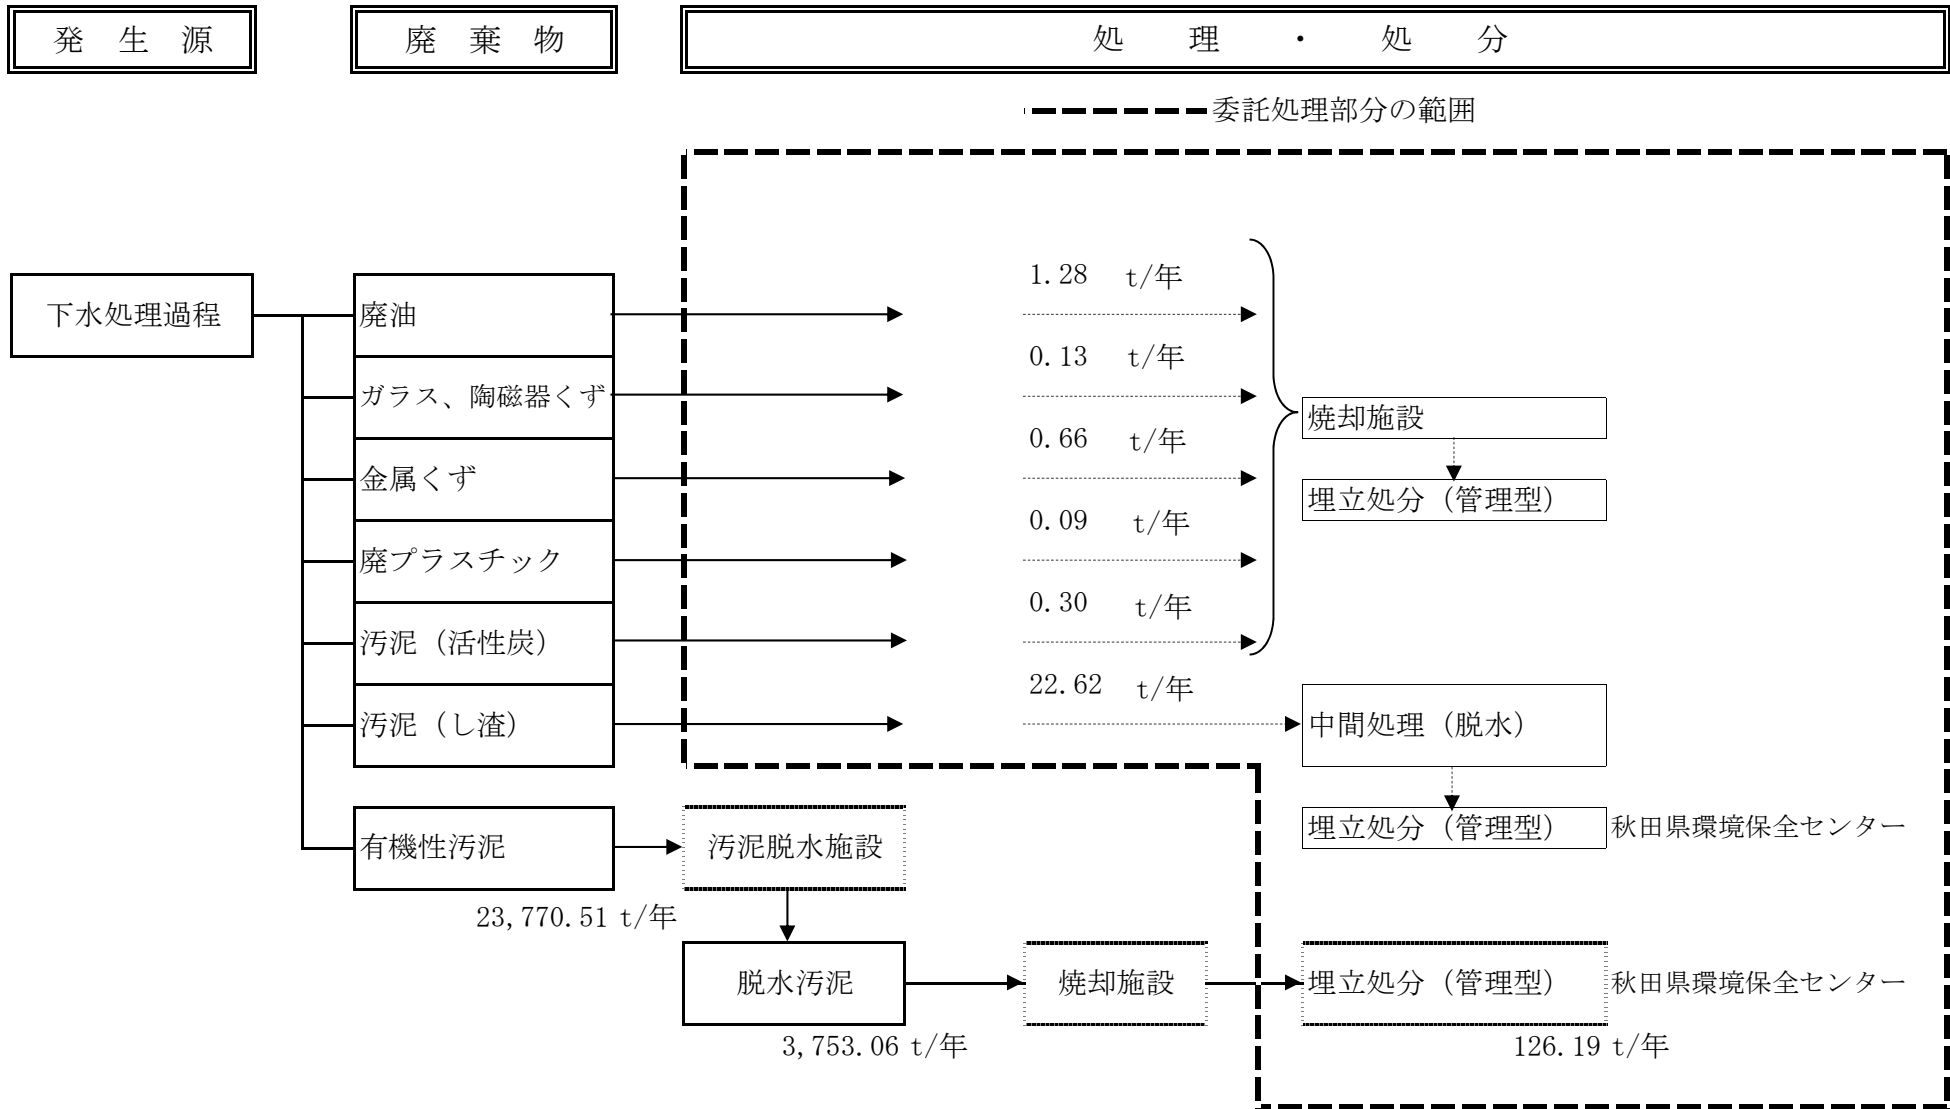 発 生 源
廃 棄 物
処 理 ・ 処 分
委託処理部分の範囲
下水処理過程
廃油
1.28 t/年
ガラス、陶磁器くず
0.13 t/年
金属くず
0.66 t/年
廃プラスチック
0.09 t/年
汚泥（活性炭）
0.30 t/年
焼却施設
埋立処分（管理型）
汚泥（し渣）
22.62 t/年
中間処理（脱水）
埋立処分（管理型）
秋田県環境保全センター
有機性汚泥
汚泥脱水施設
23,770.51 t/年
脱水汚泥
焼却施設
埋立処分（管理型）
秋田県環境保全センター
3,753.06 t/年
126.19 t/年